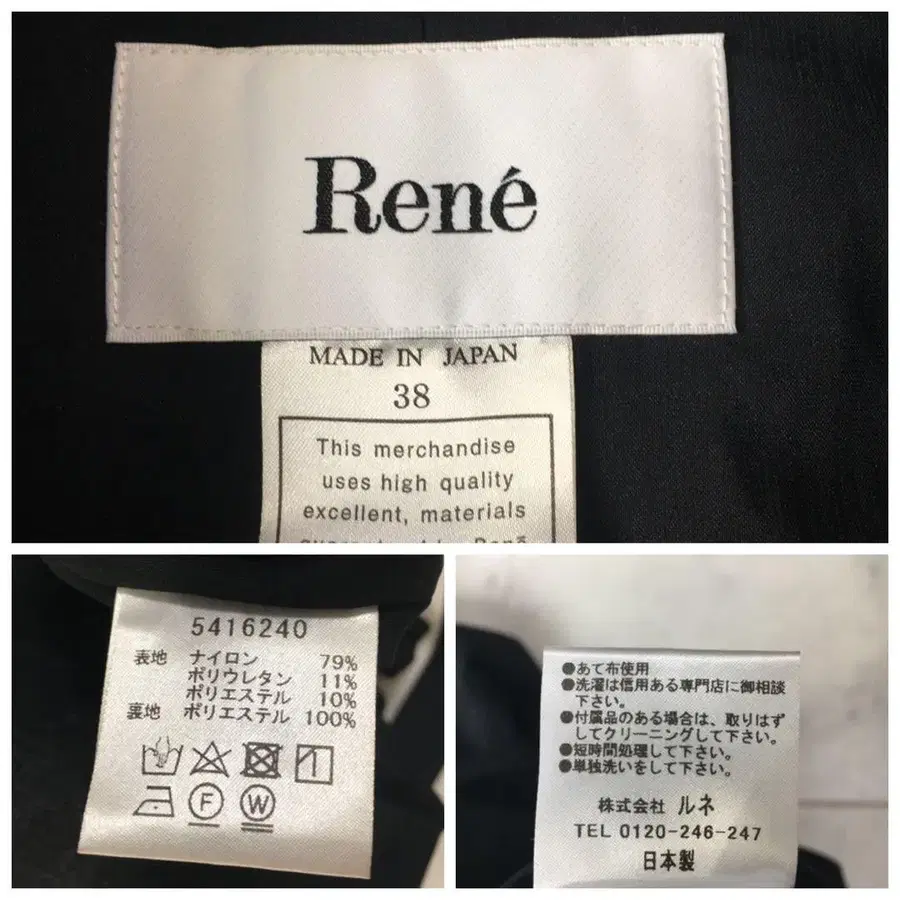 René
MADE IN JAPAN
38
This merchandise
uses high quality
excellent, materials
René
5416240
表地 ナイロン 79%
ポリウレタン 11%
ポリエステル 10%
裏地 ポリエステル 100%
F W
●あて布使用
●洗濯は信用ある専門店に御相談
下さい。
●付属品のある場合は、取りはず
してクリーニングして下さい。
●短時間処理して下さい。
●単独洗いをして下さい。
株式会社 ルネ
TEL 0120-246-247
日本製